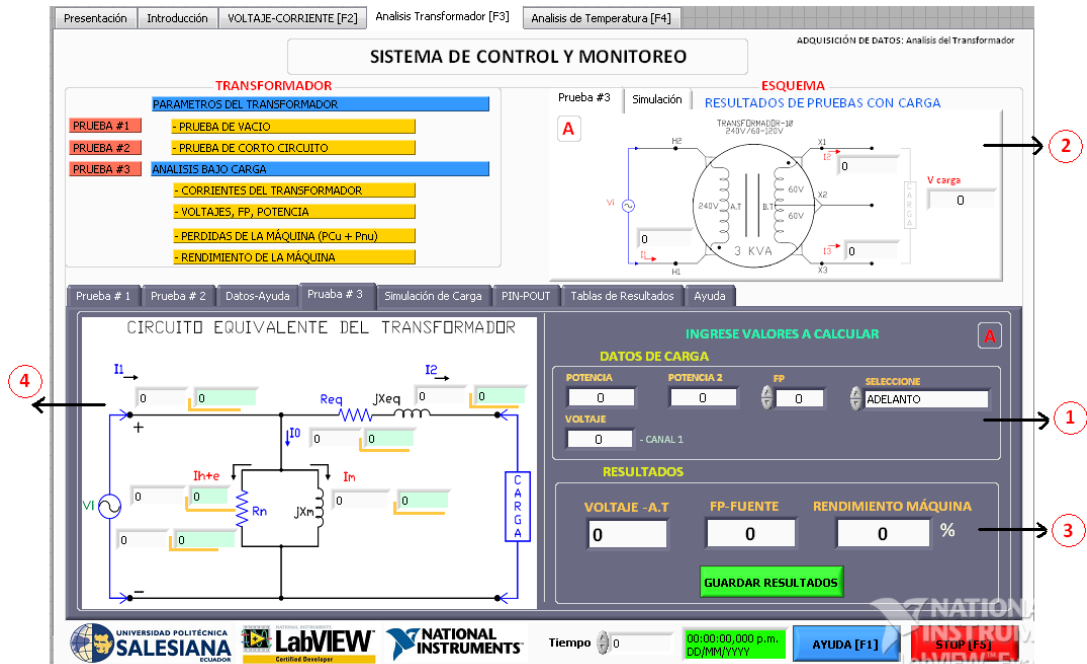 Presentación
Introducción
VOLTAJE-CORRIENTE [F2]
Analisis Transformador [F3]
Analisis de Temperatura [F4]
ADQUISICIÓN DE DATOS: Analisis del Transformador
SISTEMA DE CONTROL Y MONITOREO
TRANSFORMADOR
PARAMETROS DEL TRANSFORMADOR
PRUEBA #1
- PRUEBA DE VACIO
PRUEBA #2
- PRUEBA DE CORTO CIRCUITO
PRUEBA #3
ANALISIS BAJO CARGA
- CORRIENTES DEL TRANSFORMADOR
- VOLTAJES, FP, POTENCIA
- PERDIDAS DE LA MÁQUINA (PCu + Pnu)
- RENDIMIENTO DE LA MÁQUINA
ESQUEMA
Prueba #3
Simulación
RESULTADOS DE PRUEBAS CON CARGA
A
TRANSFORMADOR-1Ø
240V/60-120V
H2
X1
I2
0
V carga
0
Vi
240V
A.T
B.T
60V
60V
X2
CARGA
0
I1
3 KVA
I3
0
H1
X3
2
Prueba # 1
Prueba # 2
Datos-Ayuda
Pruaba # 3
Simulación de Carga
PIN-POUT
Tablas de Resultados
Ayuda
CIRCUITO EQUIVALENTE DEL TRANSFORMADOR
I1
0
0
I2
0
0
Req
jXeq
+
I0
0
0
Ih+e
Im
0
0
Rn
jXm
0
0
VI
0
0
CARGA
-
4
INGRESE VALORES A CALCULAR
A
DATOS DE CARGA
POTENCIA
POTENCIA 2
FP
SELECCIONE
0
0
0
ADELANTO
VOLTAJE
0
- CANAL 1
1
RESULTADOS
VOLTAJE -A.T
FP-FUENTE
RENDIMIENTO MÁQUINA
0
0
0
%
3
GUARDAR RESULTADOS
UNIVERSIDAD POLITÉCNICA
SALESIANA
ECUADOR
NATIONAL INSTRUMENTS
LabVIEW
Certified Developer
NATIONAL
INSTRUMENTS
Tiempo
0
00:00:00,000 p.m.
DD/MM/YYYY
AYUDA [F1]
STOP [F5]